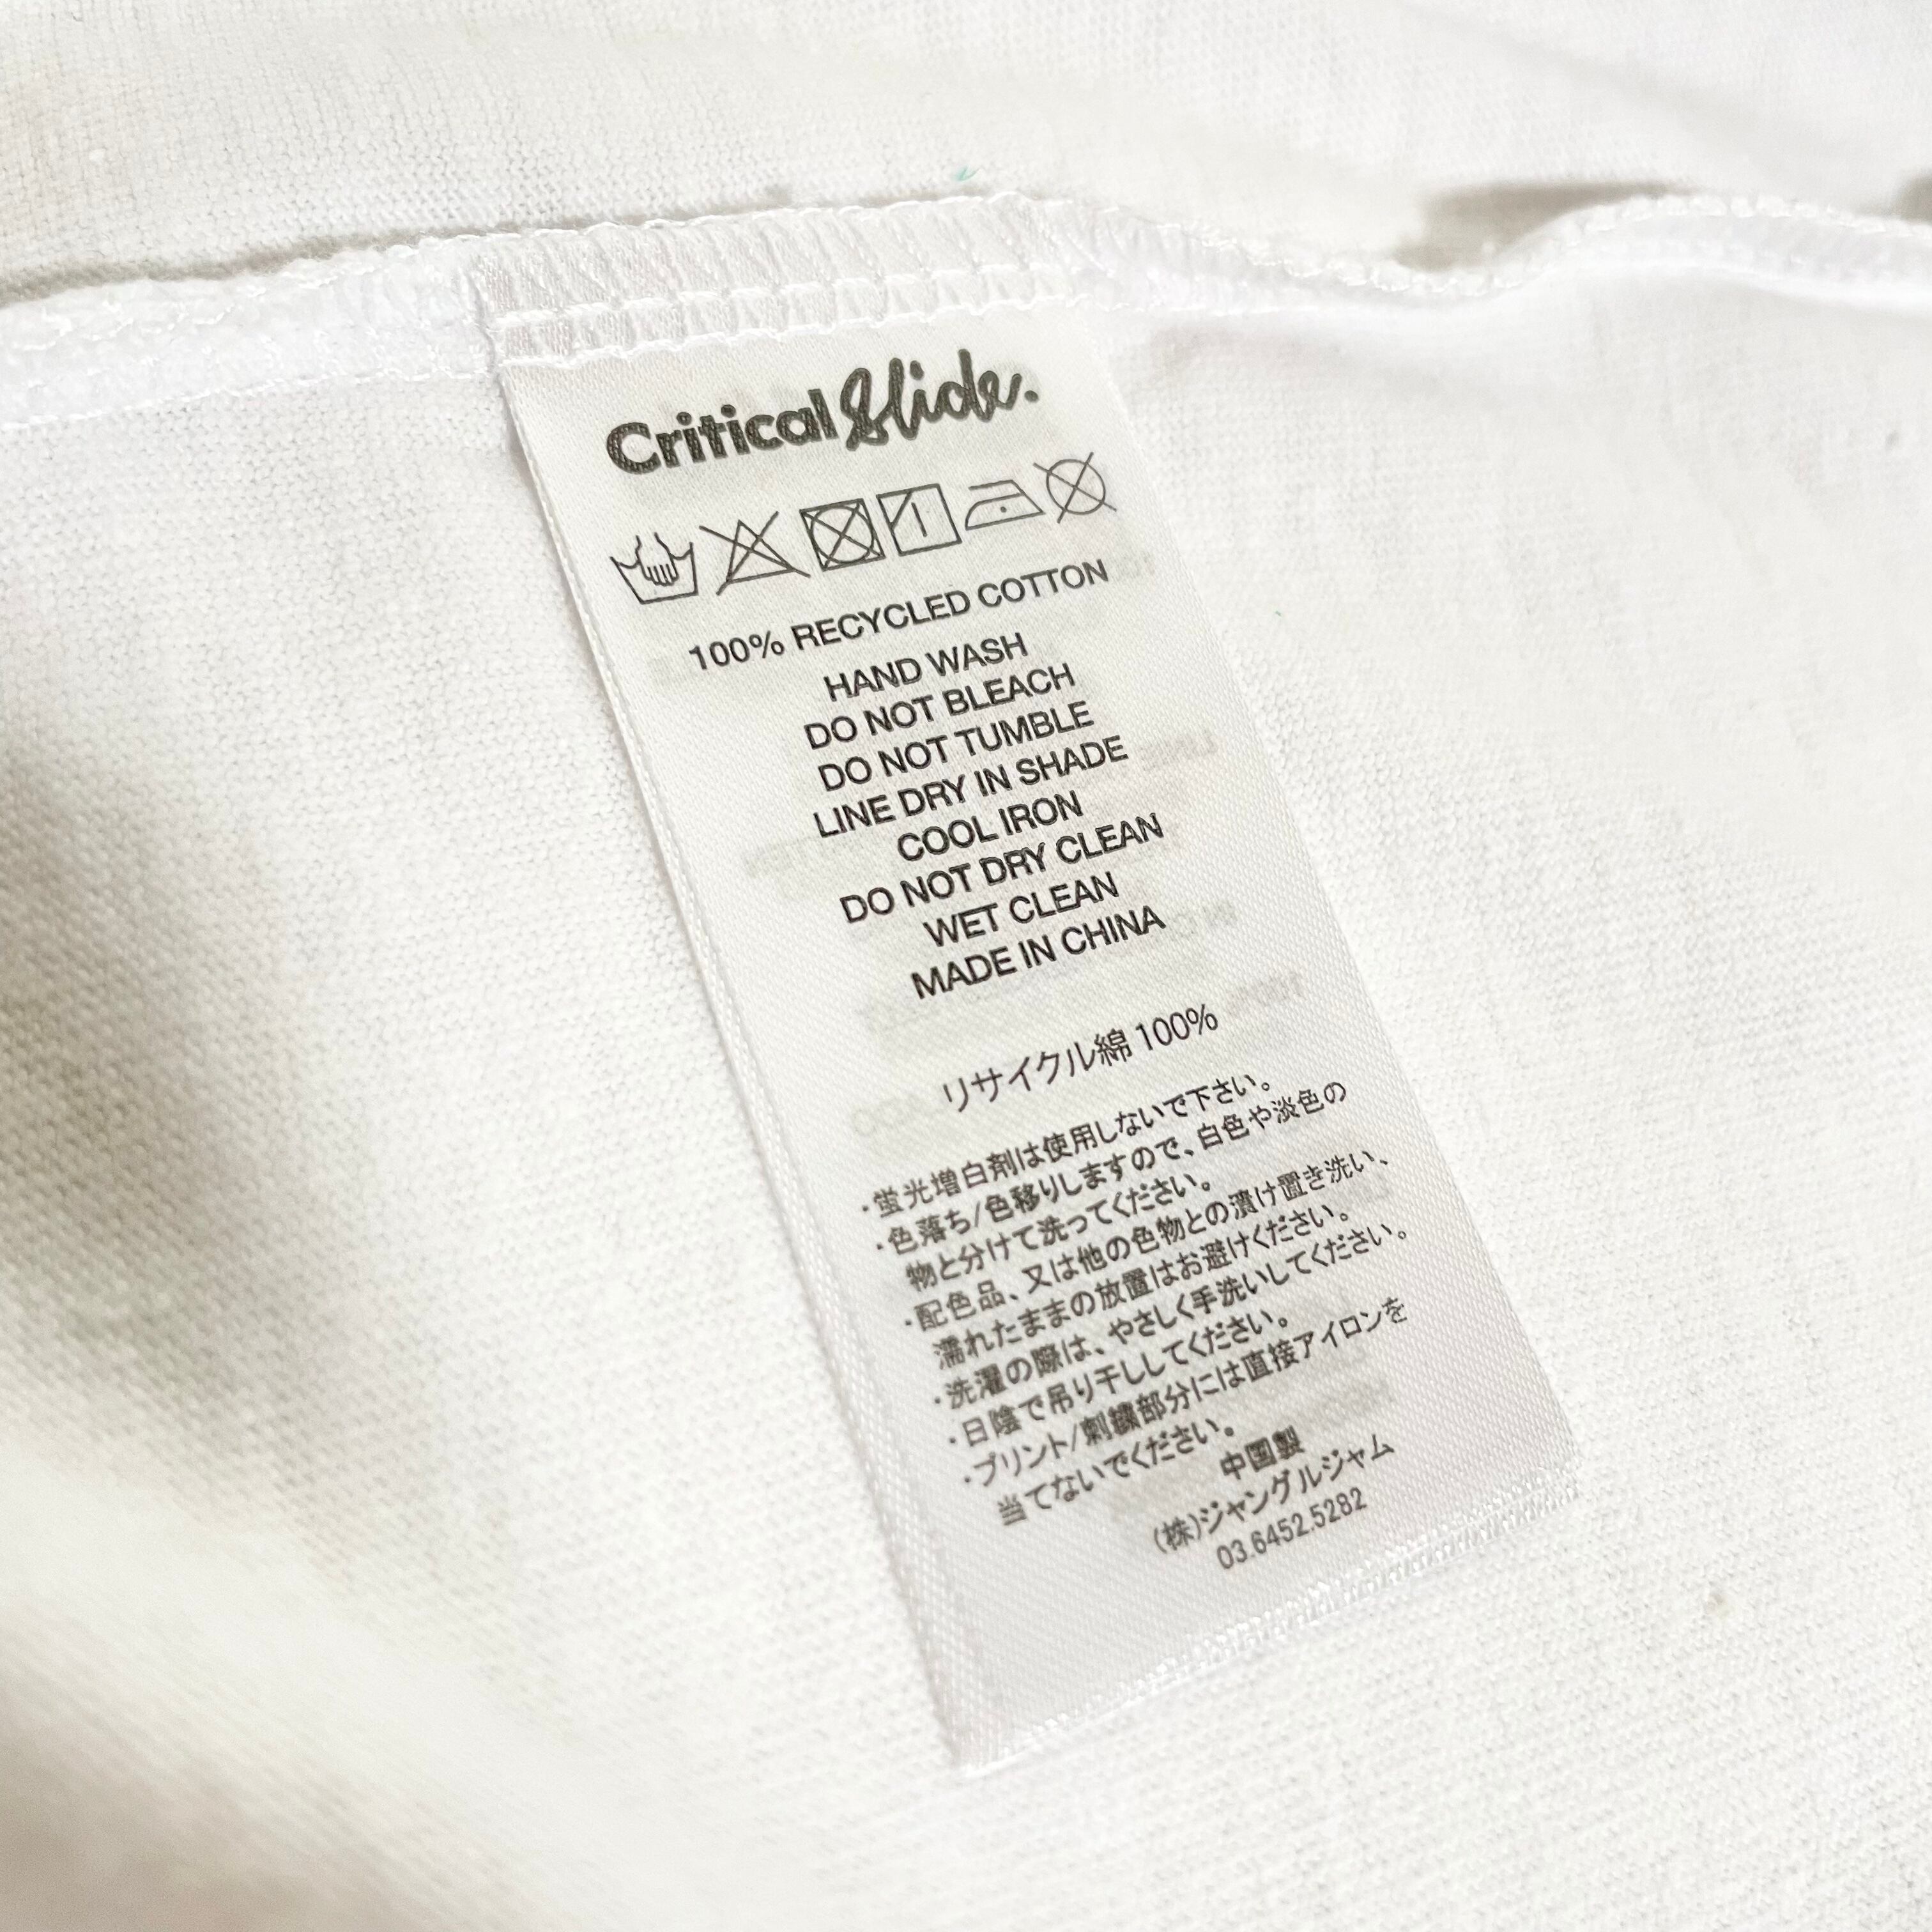 Critical Slide.
100% RECYCLED COTTON
HAND WASH
DO NOT BLEACH
DO NOT TUMBLE
LINE DRY IN SHADE
COOL IRON
DO NOT DRY CLEAN
WET CLEAN
MADE IN CHINA
リサイクル綿 100%
・蛍光増白剤は使用しないで下さい。
・色落ち/色移りしますので、白色や淡色の
物と分けて洗ってください。
・配色品、又は他の色物との漬け置き洗い、
濡れたままの放置はお避けください。
・洗濯の際は、やさしく手洗いしてください。
・日陰で吊り干ししてください。
・プリント/刺繍部分には直接アイロンを
当てないでください。
中国製
(株)ジャングルジャム
03.6452.5282